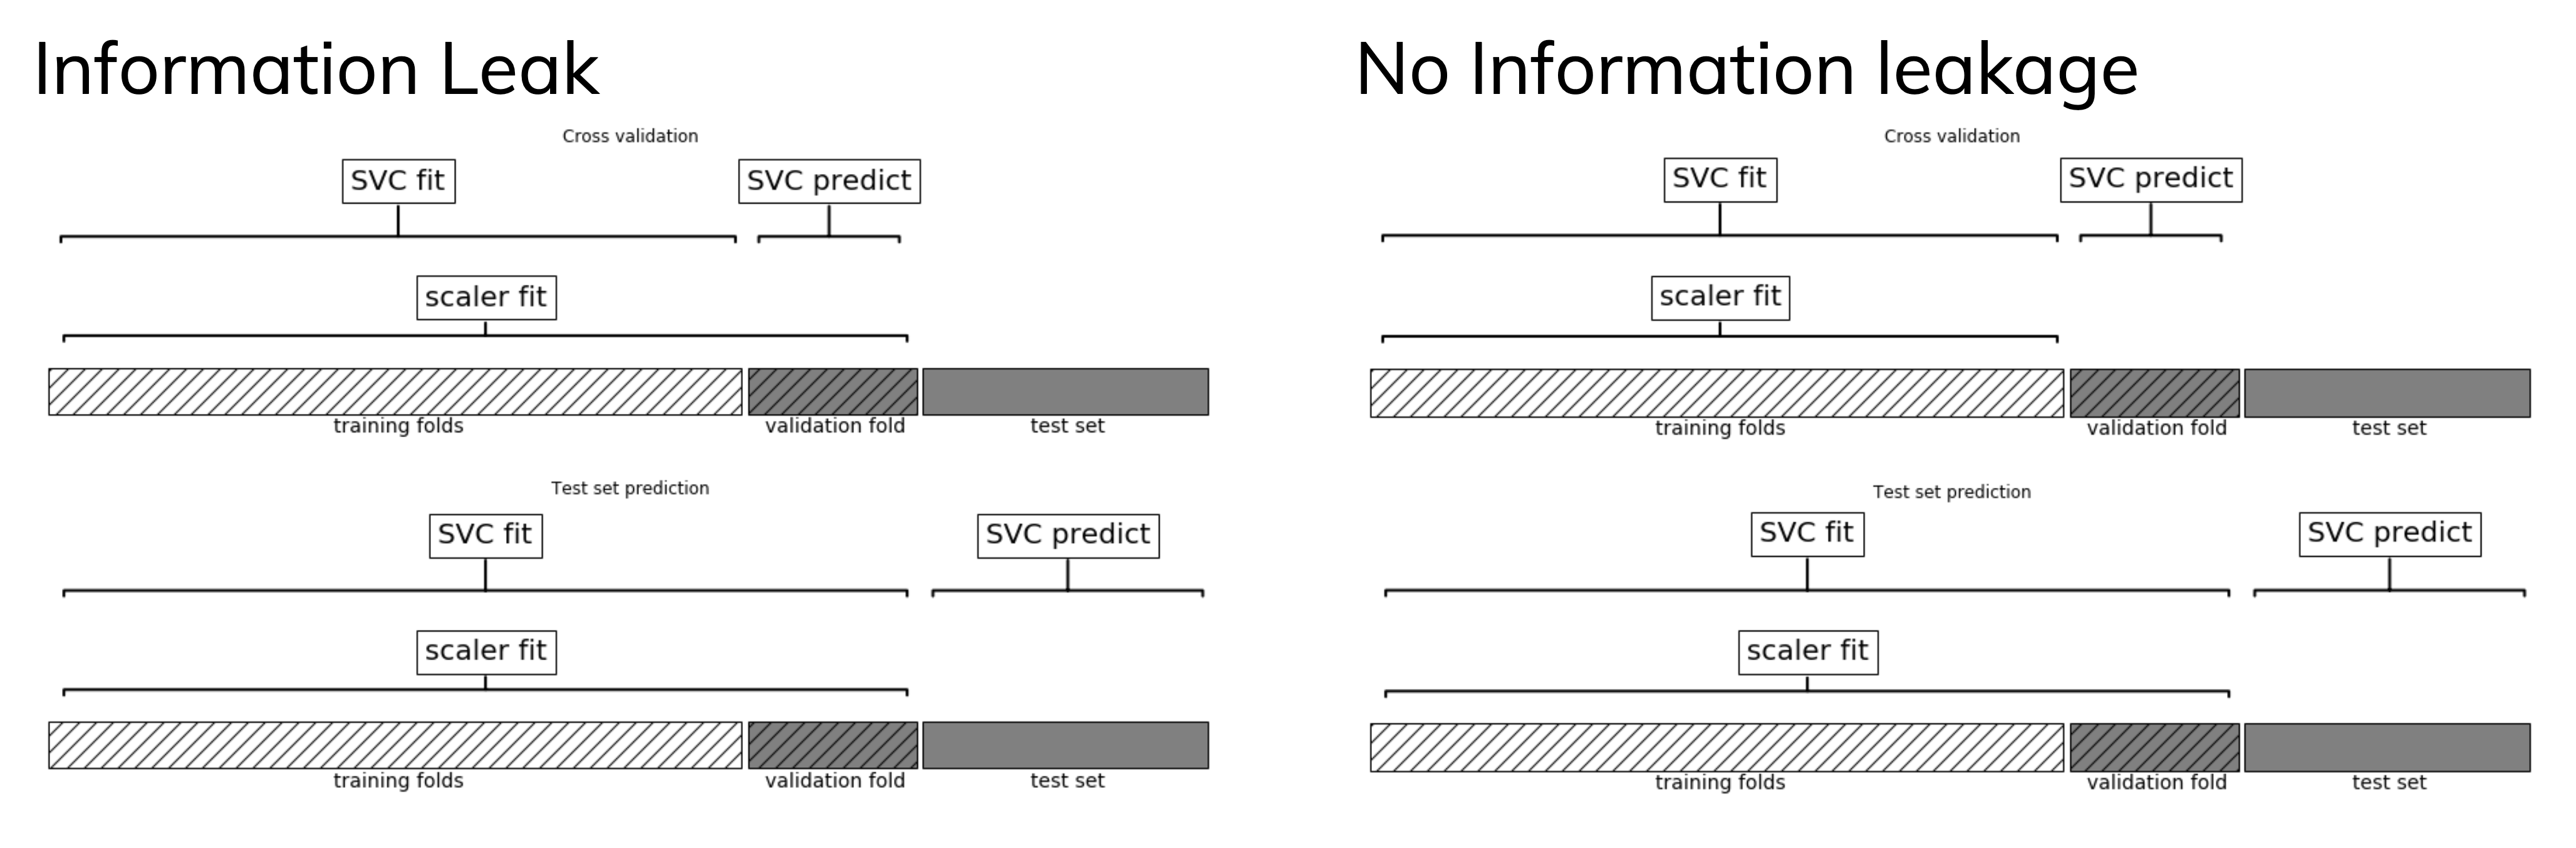 Information Leak
Cross validation
SVC fit
SVC predict
scaler fit
training folds
validation fold
test set
Test set prediction
SVC fit
SVC predict
scaler fit
training folds
validation fold
test set
No Information leakage
Cross validation
SVC fit
SVC predict
scaler fit
training folds
validation fold
test set
Test set prediction
SVC fit
SVC predict
scaler fit
training folds
validation fold
test set